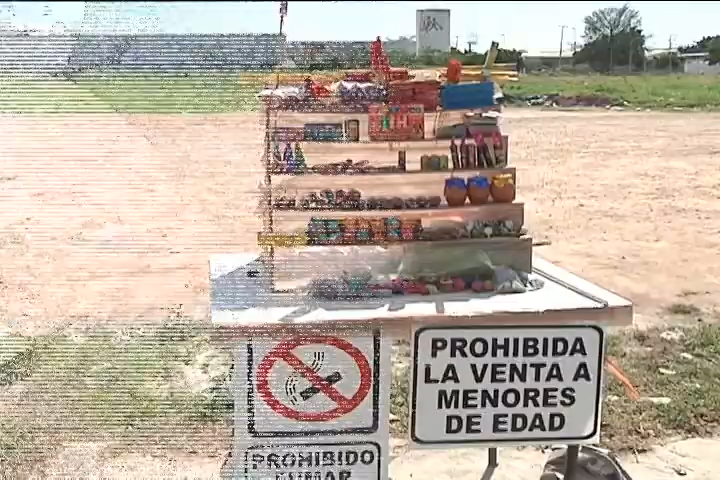 PROHIBIDA
LA VENTA A
MENORES
DE EDAD
PROHIBIDO
FUMAR